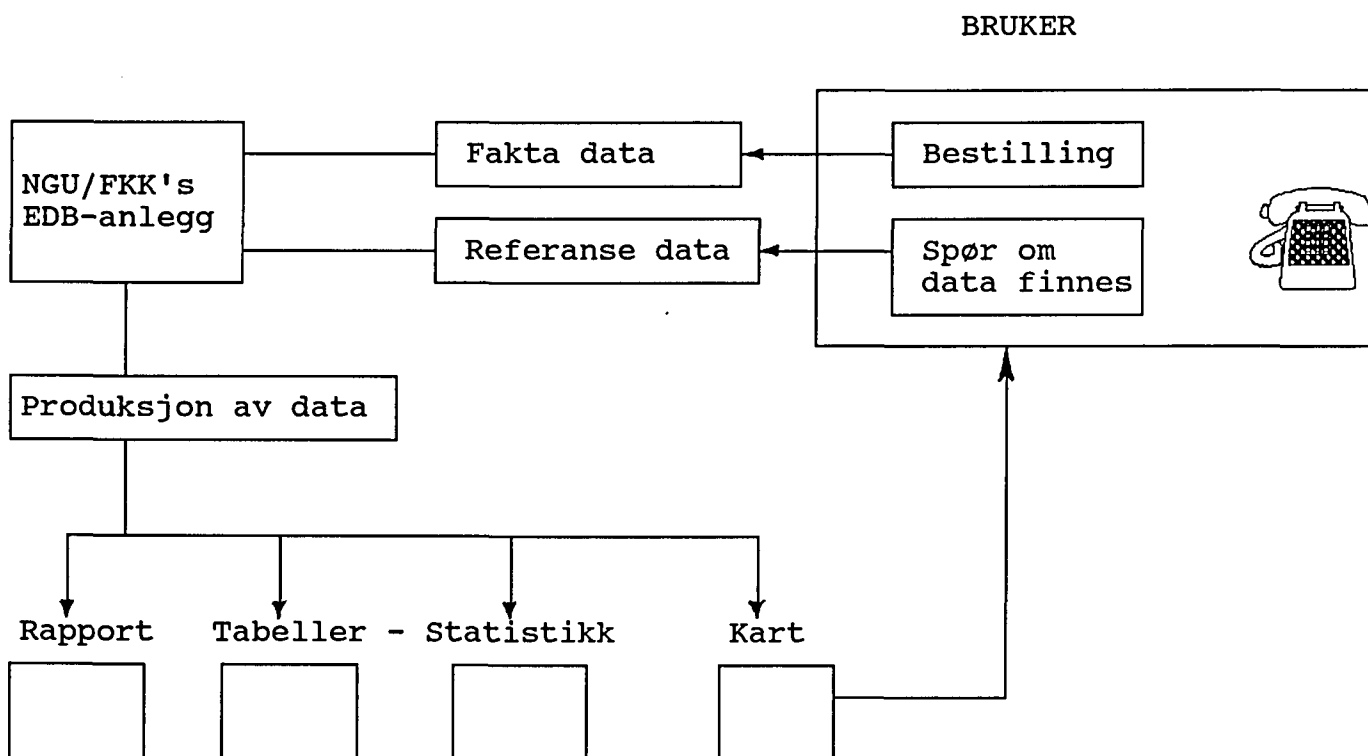 BRUKER
NGU/FKK's
EDB-anlegg
Fakta data
Bestilling
Referanse data
Spør om
data finnes
Produksjon av data
Rapport
Tabeller - Statistikk
Kart